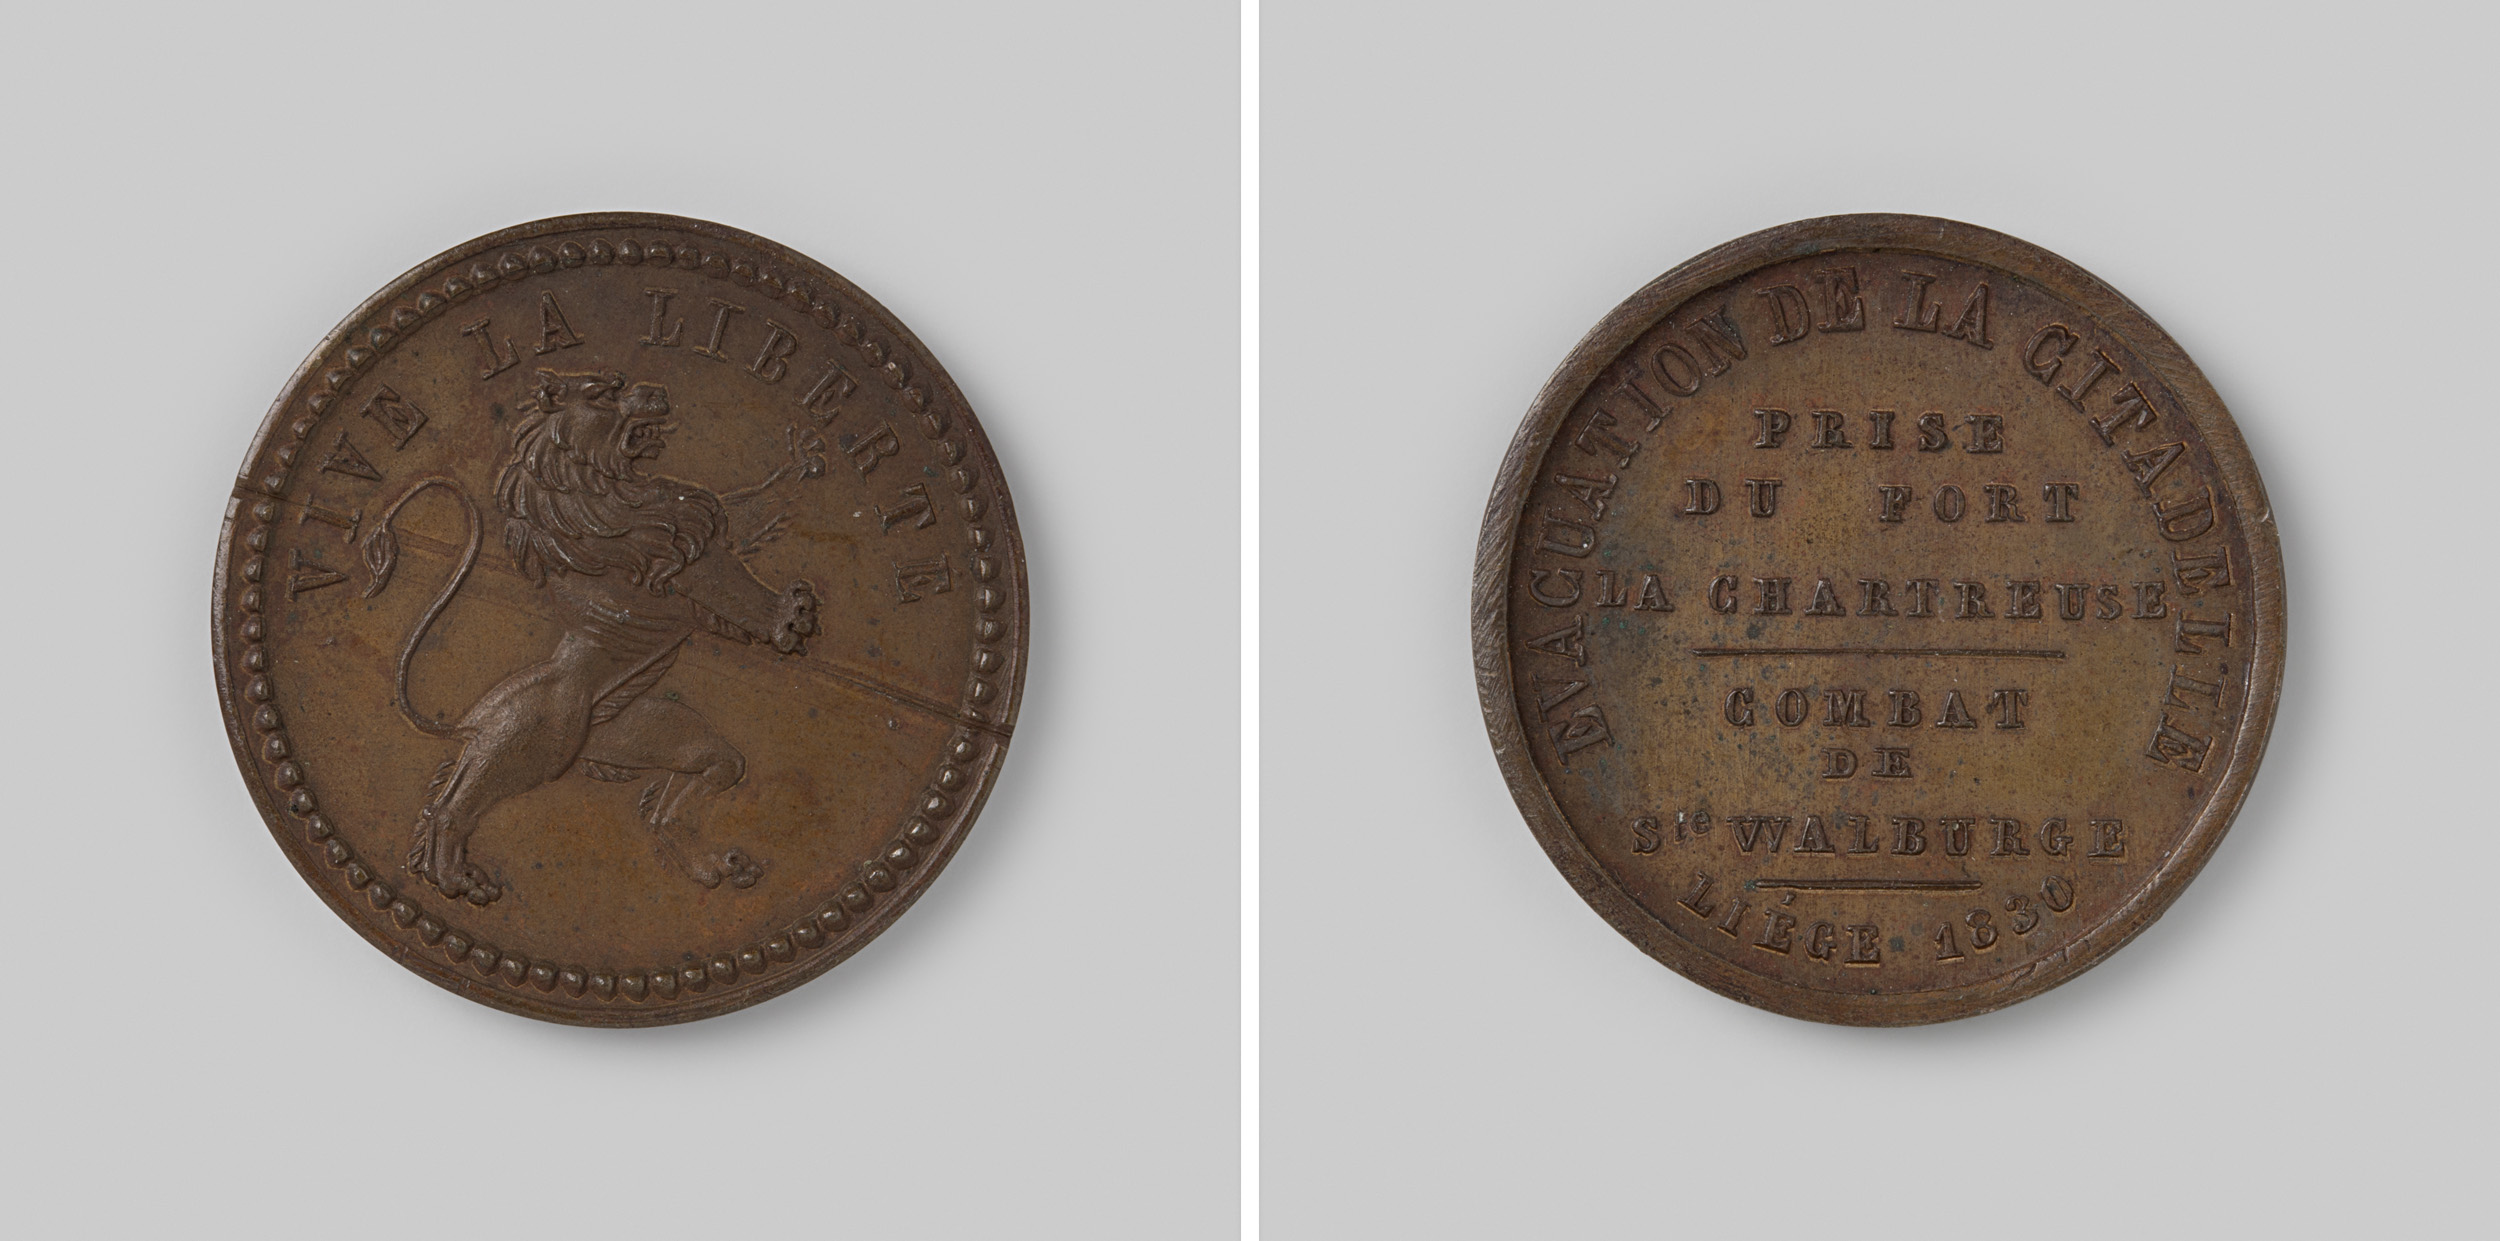 VIVE LA LIBERTE
EVACUATION DE LA CITADELLE
PRISE
DU FORT
LA CHARTREUSE
COMBAT
DE
Ste WALBURGE
LIÉGE 1830